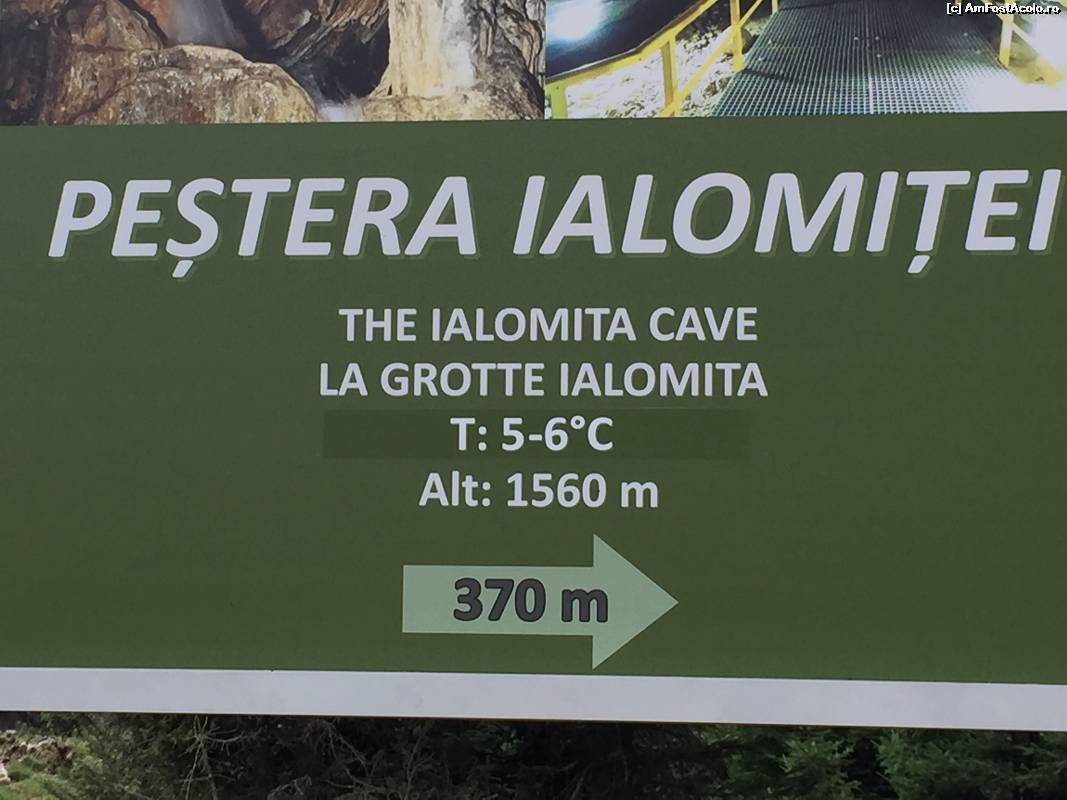 [c] AmFostAcolo.ro
PEȘTERA IALOMIȚEI
THE IALOMITA CAVE
LA GROTTE IALOMITA
T: 5-6°C
Alt: 1560 m
370 m